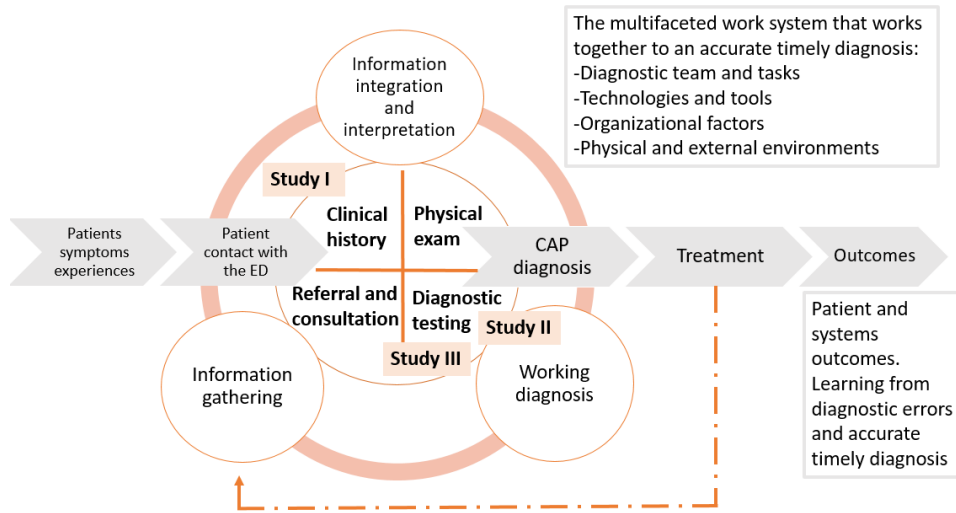 The multifaceted work system that works
together to an accurate timely diagnosis:
-Diagnostic team and tasks
-Technologies and tools
-Organizational factors
-Physical and external environments
Information
integration
and
interpretation
Study I
Clinical
history
Physical
exam
Patients
symptoms
experiences
Patient
contact with
the ED
CAP
diagnosis
Treatment
Outcomes
Referral and
consultation
Diagnostic
testing
Study II
Study III
Information
gathering
Working
diagnosis
Patient and
systems
outcomes.
Learning from
diagnostic errors
and accurate
timely diagnosis